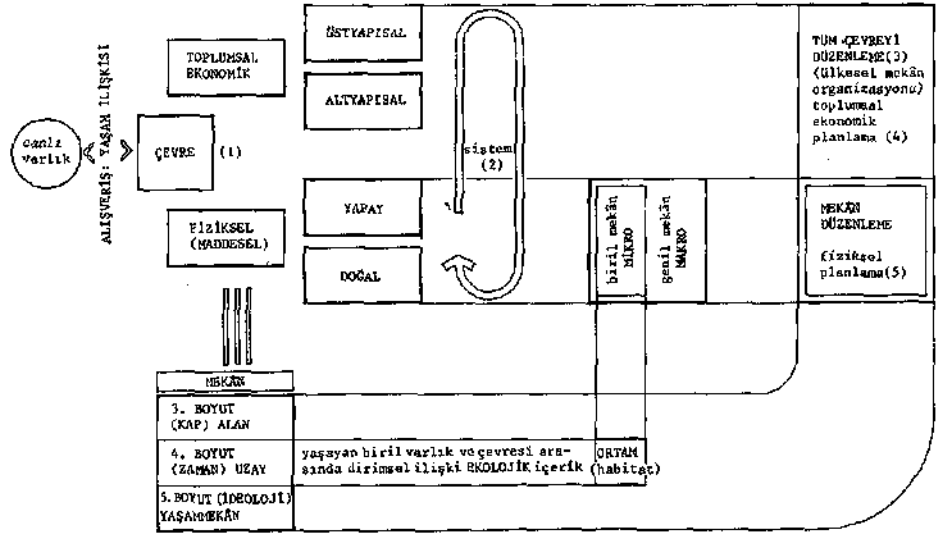 canlı
varlık
ALIŞVERİŞ: YAŞAM İLİŞKİSİ
ÇEVRE
(1)
TOPLUMSAL
EKONOMİK
FİZİKSEL
(MADDESEL)
ÜSTYAPISAL
ALTYAPISAL
YAPAY
DOĞAL
sistem
(2)
biril mekân
MİKRO
genil mekân
MAKRO
TÜM ÇEVREYİ
DÜZENLEME(3)
(ülkesel mekân
organizasyonu)
toplumsal
ekonomik
planlama (4)
MEKÂN
DÜZENLEME
fiziksel
planlama(5)
MEKÂN
3. BOYUT
(KAP) ALAN
4. BOYUT
(ZAMAN) UZAY
yaşayan biril varlık ve çevresi ara-
sında dirimsel ilişki EKOLOJİK içerik
ORTAM
(habitat)
5. BOYUT (İDEOLOJİ)
YAŞAMMEKÂN